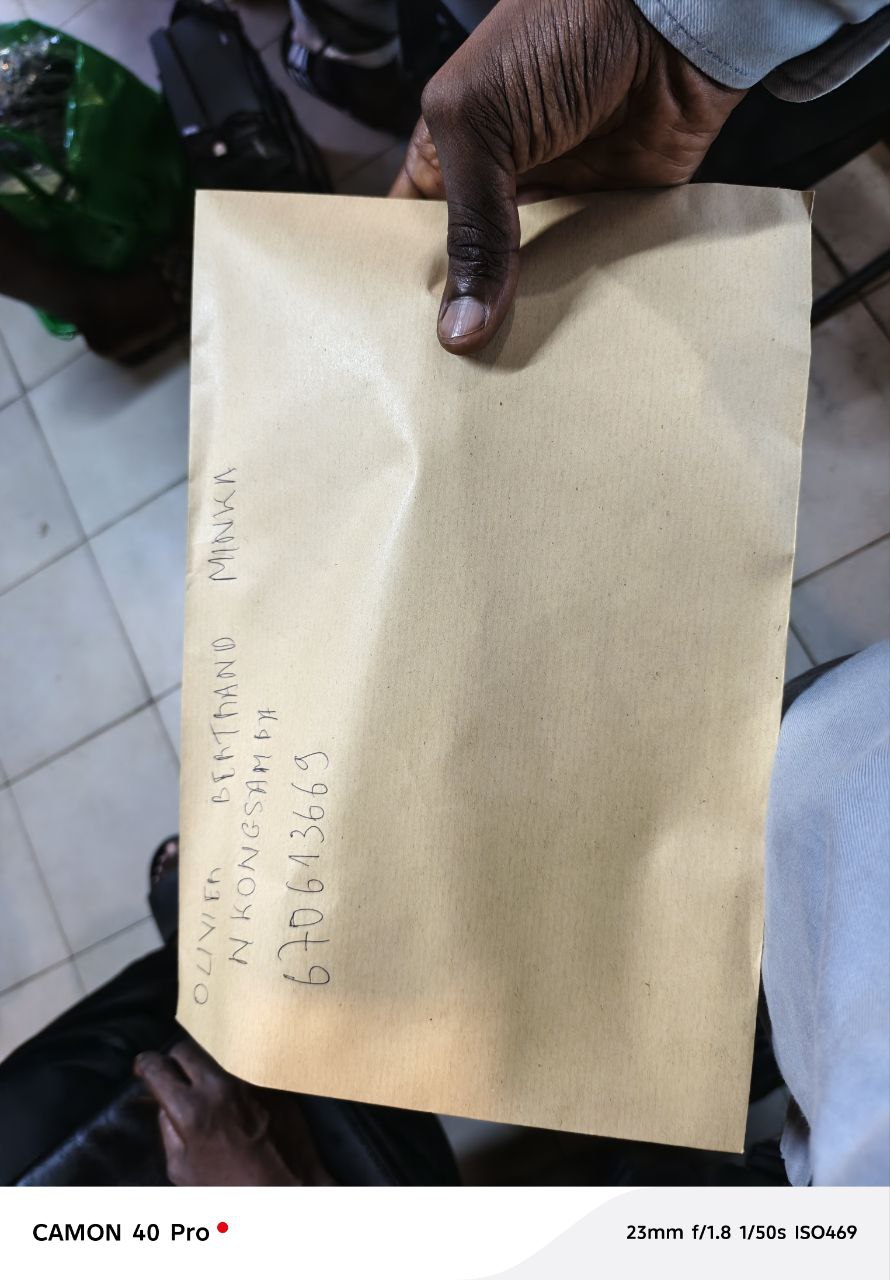 OLIVIER BERTRAND MINKA
NKONGSAMBA
670613669
CAMON 40 Pro
23mm f/1.8 1/50s ISO469